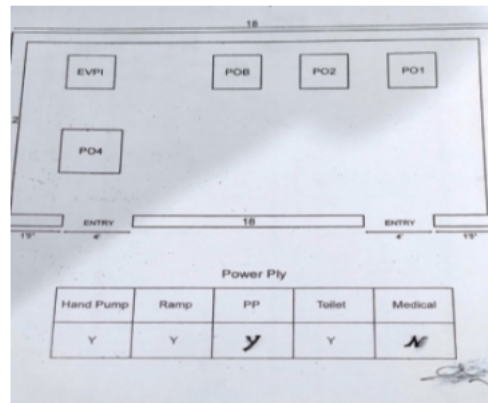 18
EVPI POB PO2 PO1
2
PO4
ENTRY 18 ENTRY
1'5" 4' 4' 1'5"
Power Ply
Hand Pump Ramp PP Toilet Medical
Y Y Y Y N